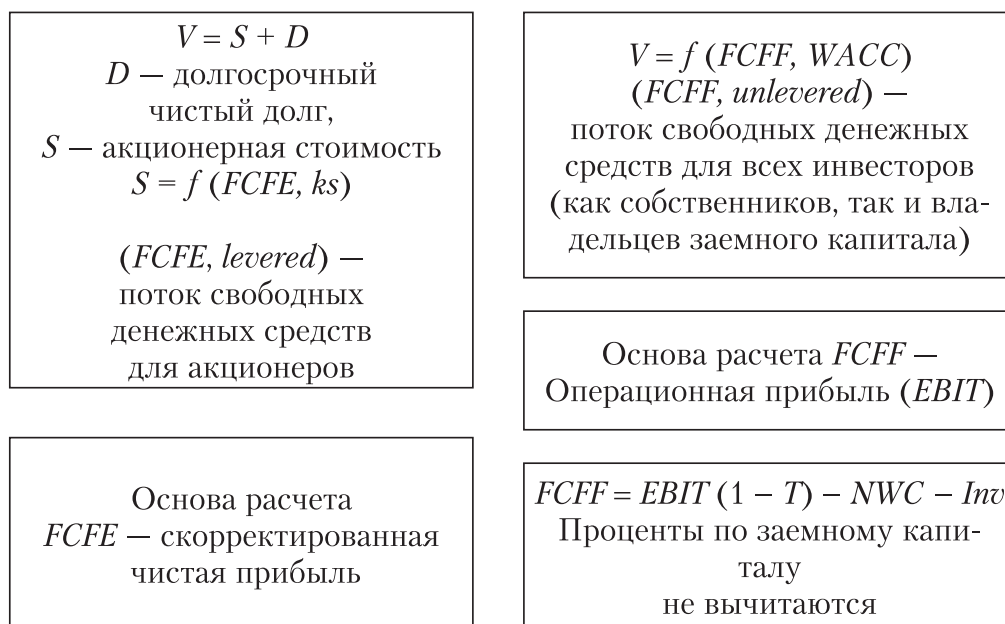 V = S + D
D — долгосрочный
чистый долг,
S — акционерная стоимость
S = f (FCFE, ks)
(FCFE, levered) —
поток свободных
денежных средств
для акционеров
Основа расчета
FCFE — скорректированная
чистая прибыль
V = f (FCFF, WACC)
(FCFF, unlevered) —
поток свободных денежных
средств для всех инвесторов
(как собственников, так и вла-
дельцев заемного капитала)
Основа расчета FCFF —
Операционная прибыль (EBIT)
FCFF = EBIT (1 – T) – NWC – Inv
Проценты по заемному капи-
талу
не вычитаются